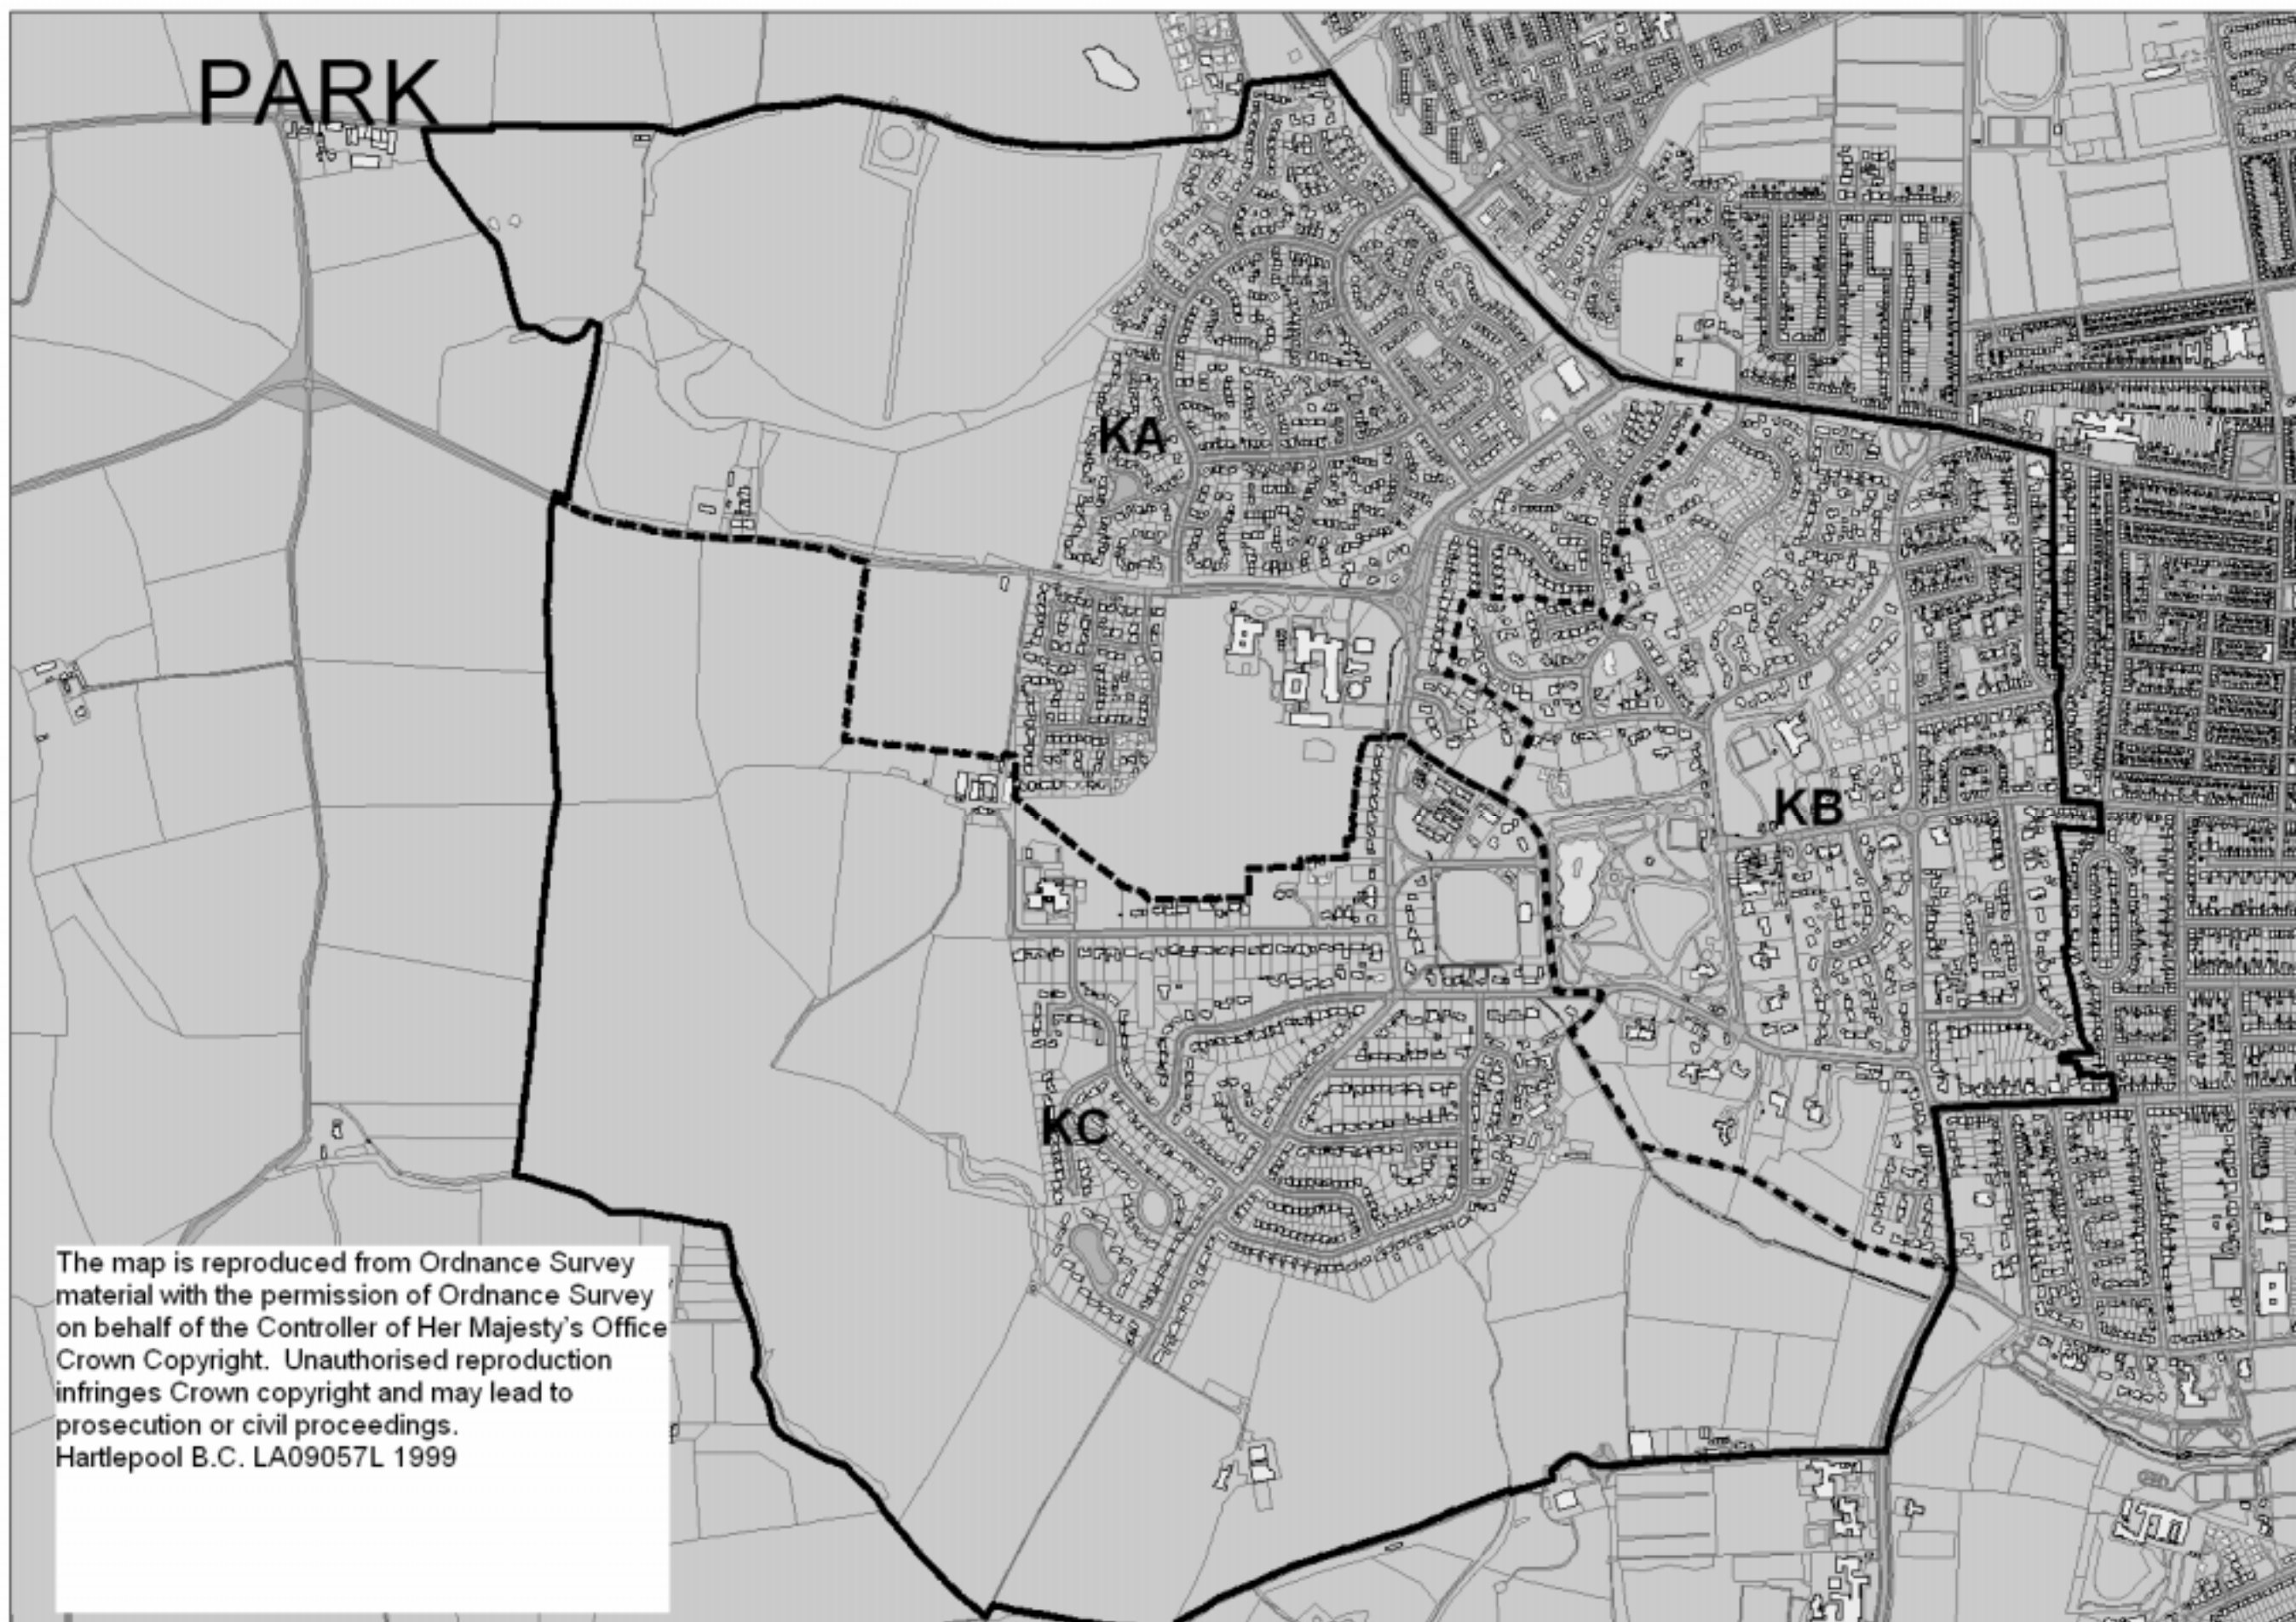 PARK
KA
KB
KC
The map is reproduced from Ordnance Survey
material with the permission of Ordnance Survey
on behalf of the Controller of Her Majesty's Office
Crown Copyright.  Unauthorised reproduction
infringes Crown copyright and may lead to
prosecution or civil proceedings.
Hartlepool B.C. LA09057L 1999